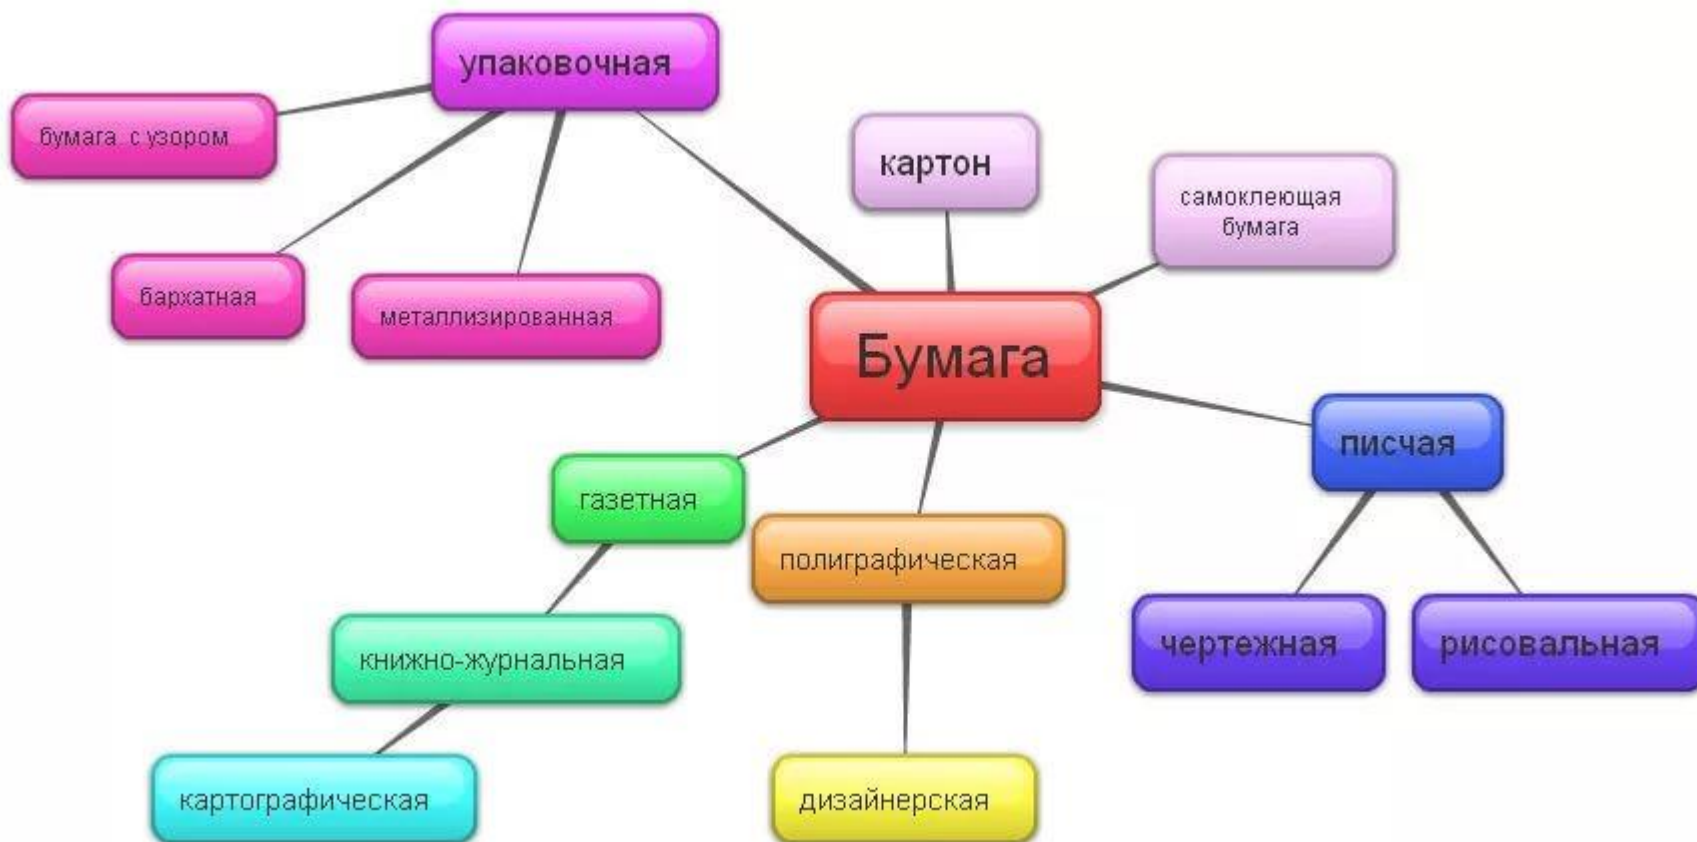 упаковочная
бумага с узором
картон
самоклеющая
бумага
бархатная
металлизированная
Бумага
писчая
газетная
полиграфическая
чертежная
рисовальная
книжно-журнальная
картографическая
дизайнерская